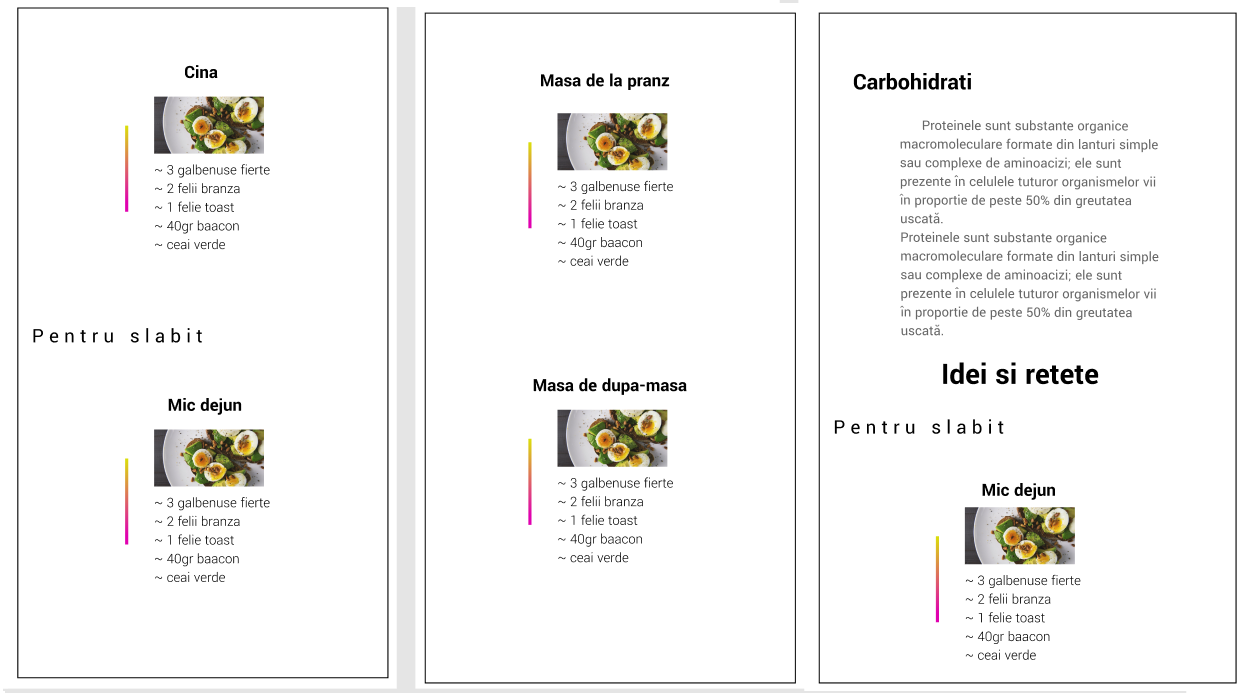 Cina
~ 3 galbenuse fierte
~ 2 felii branza
~ 1 felie toast
~ 40gr baacon
~ ceai verde
Pentru slabit
Mic dejun
~ 3 galbenuse fierte
~ 2 felii branza
~ 1 felie toast
~ 40gr baacon
~ ceai verde
Masa de la pranz
~ 3 galbenuse fierte
~ 2 felii branza
~ 1 felie toast
~ 40gr baacon
~ ceai verde
Masa de dupa-masa
~ 3 galbenuse fierte
~ 2 felii branza
~ 1 felie toast
~ 40gr baacon
~ ceai verde
Carbohidrati
Proteinele sunt substante organice
macromoleculare formate din lanturi simple
sau complexe de aminoacizi; ele sunt
prezente în celulele tuturor organismelor vii
în proportie de peste 50% din greutatea
uscată.
Proteinele sunt substante organice
macromoleculare formate din lanturi simple
sau complexe de aminoacizi; ele sunt
prezente în celulele tuturor organismelor vii
în proportie de peste 50% din greutatea
uscată.
Idei si retete
Pentru slabit
Mic dejun
~ 3 galbenuse fierte
~ 2 felii branza
~ 1 felie toast
~ 40gr baacon
~ ceai verde